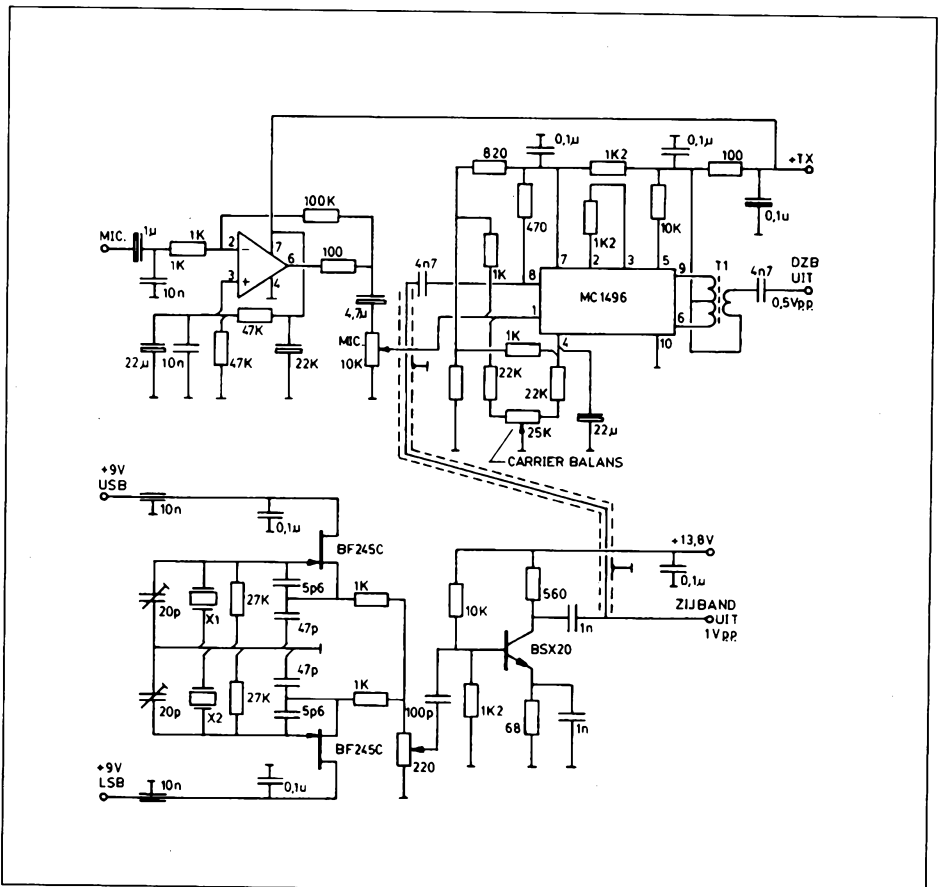 0,1µ
0,1µ
820
1K2
100
+TX
100K
470
1K2
10K
0,1u
MIC.
1µ
1K
1K
2
7
6
3
4
100
10n
4n7
8
7
2
3
5
9
T1
4n7
DZB
UIT
0,5Vp.p.
MC1496
1K
1
4
6
10
47K
4,7µ
MIC.
10K
1K
22µ
10n
47K
22K
22K
22K
25K
22µ
CARRIER BALANS
+9V
USB
10n
0,1µ
BF245C
+13,8V
0,1µ
5p6
1K
10K
560
ZIJBAND
UIT
1Vp.p.
20p
X1
27K
47p
1n
BSX20
47p
1K
20p
X2
27K
5p6
100p
1K2
68
1n
BF245C
220
+9V
LSB
10n
0,1u